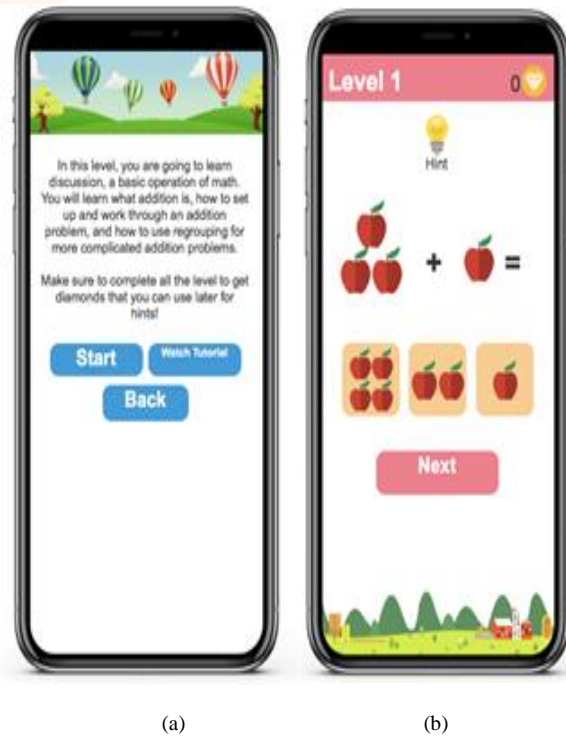 In this level, you are going to learn
discussion, a basic operation of math.
You will learn what addition is, how to set
up and work through an addition
problem, and how to use regrouping for
more complicated addition problems.
Make sure to complete all the level to get
diamonds that you can use later for
hints!
Start
Watch Tutorial
Back
(a)
Level 1
0
Hint
+
=
Next
(b)